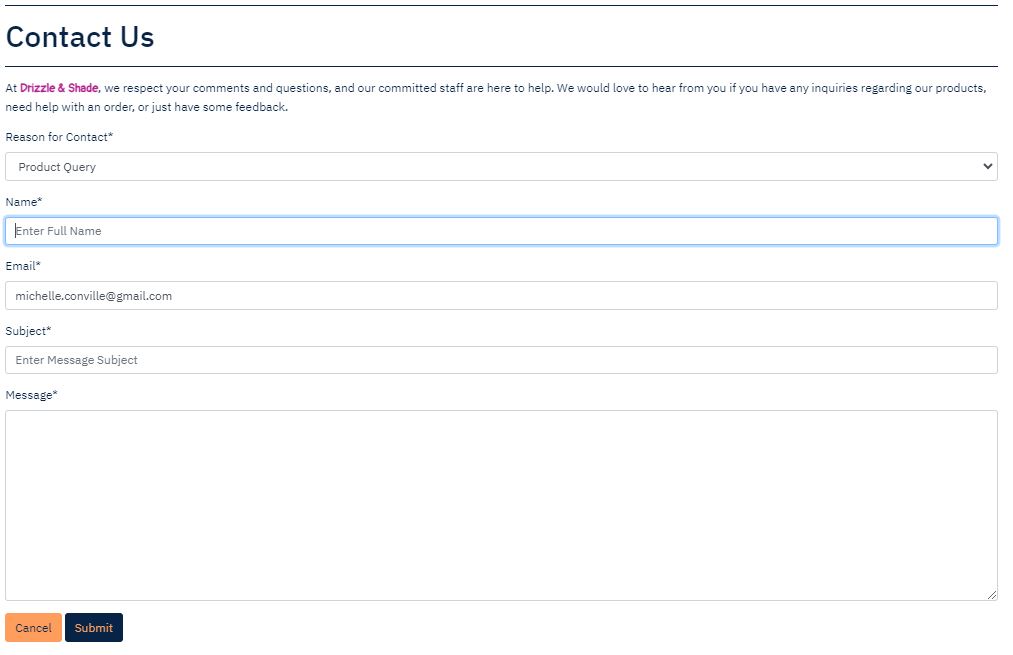 Contact Us
At Drizzle & Shade, we respect your comments and questions, and our committed staff are here to help. We would love to hear from you if you have any inquiries regarding our products,
need help with an order, or just have some feedback.
Reason for Contact*
Product Query
Name*
Enter Full Name
Email*
michelle.conville@gmail.com
Subject*
Enter Message Subject
Message*
Cancel Submit